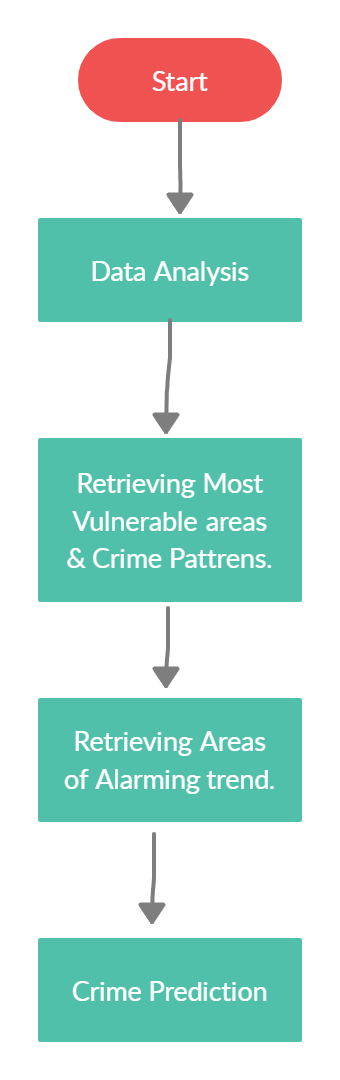 Start
Data Analysis
Retrieving Most
Vulnerable areas
& Crime Pattrens.
Retrieving Areas
of Alarming trend.
Crime Prediction